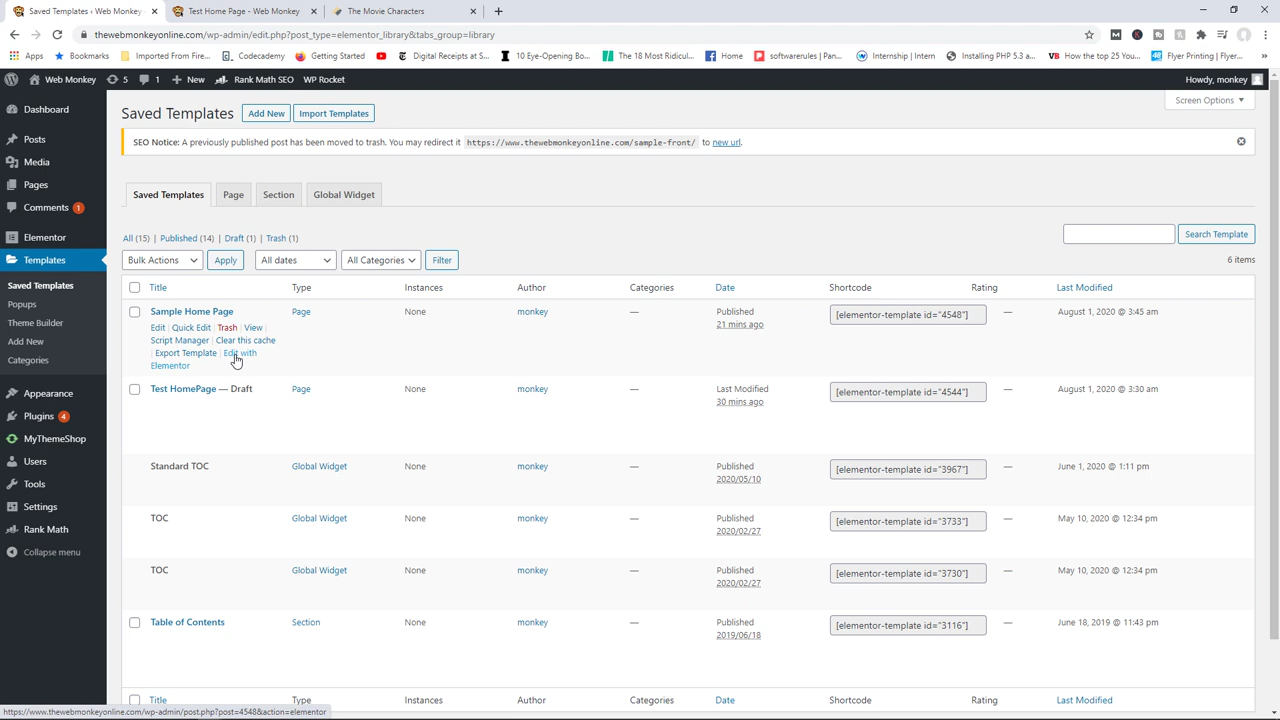 Saved Templates ‹ Web Monkey
Test Home Page - Web Monkey
The Movie Characters
thewebmonkeyonline.com/wp-admin/edit.php?post_type=elementor_library&tabs_group=library
Apps Bookmarks Imported From Fire... Codecademy Getting Started Digital Receipts at S... 10 Eye-Opening Bo... The 18 Most Ridicul... Home softwarerules | Pan... Internship | Intern Installing PHP 5.3 a... VB How the top 25 You... Flyer Printing | Flyer...
Web Monkey 5 1 New Rank Math SEO WP Rocket Howdy, monkey
Screen Options
Dashboard
Posts
Media
Pages
Comments 1
Elementor
Templates
Saved Templates
Popups
Theme Builder
Add New
Categories
Appearance
Plugins 4
MyThemeShop
Users
Tools
Settings
Rank Math
Collapse menu
Saved Templates Add New Import Templates
SEO Notice: A previously published post has been moved to trash. You may redirect it https://www.thewebmonkeyonline.com/sample-front/ to new url.
Saved Templates Page Section Global Widget
All (15) | Published (14) | Draft (1) | Trash (1)
Search Template
Bulk Actions Apply All dates All Categories Filter 6 items
Title Type Instances Author Categories Date Shortcode Rating Last Modified
Sample Home Page Page None monkey — Published [elementor-template id="4548"] — August 1, 2020 @ 3:45 am
21 mins ago
Edit | Quick Edit | Trash | View |
Script Manager | Clear this cache
| Export Template | Edit with
Elementor
Test HomePage — Draft Page None monkey — Last Modified [elementor-template id="4544"] — August 1, 2020 @ 3:30 am
30 mins ago
Standard TOC Global Widget None monkey — Published [elementor-template id="3967"] — June 1, 2020 @ 1:11 pm
2020/05/10
TOC Global Widget None monkey — Published [elementor-template id="3733"] — May 10, 2020 @ 12:34 pm
2020/02/27
TOC Global Widget None monkey — Published [elementor-template id="3730"] — May 10, 2020 @ 12:34 pm
2020/02/27
Table of Contents Section None monkey — Published [elementor-template id="3116"] — June 18, 2019 @ 11:43 pm
2019/06/18
Title Type Instances Author Categories Date Shortcode Rating Last Modified
https://www.thewebmonkeyonline.com/wp-admin/post.php?post=4548&action=elementor